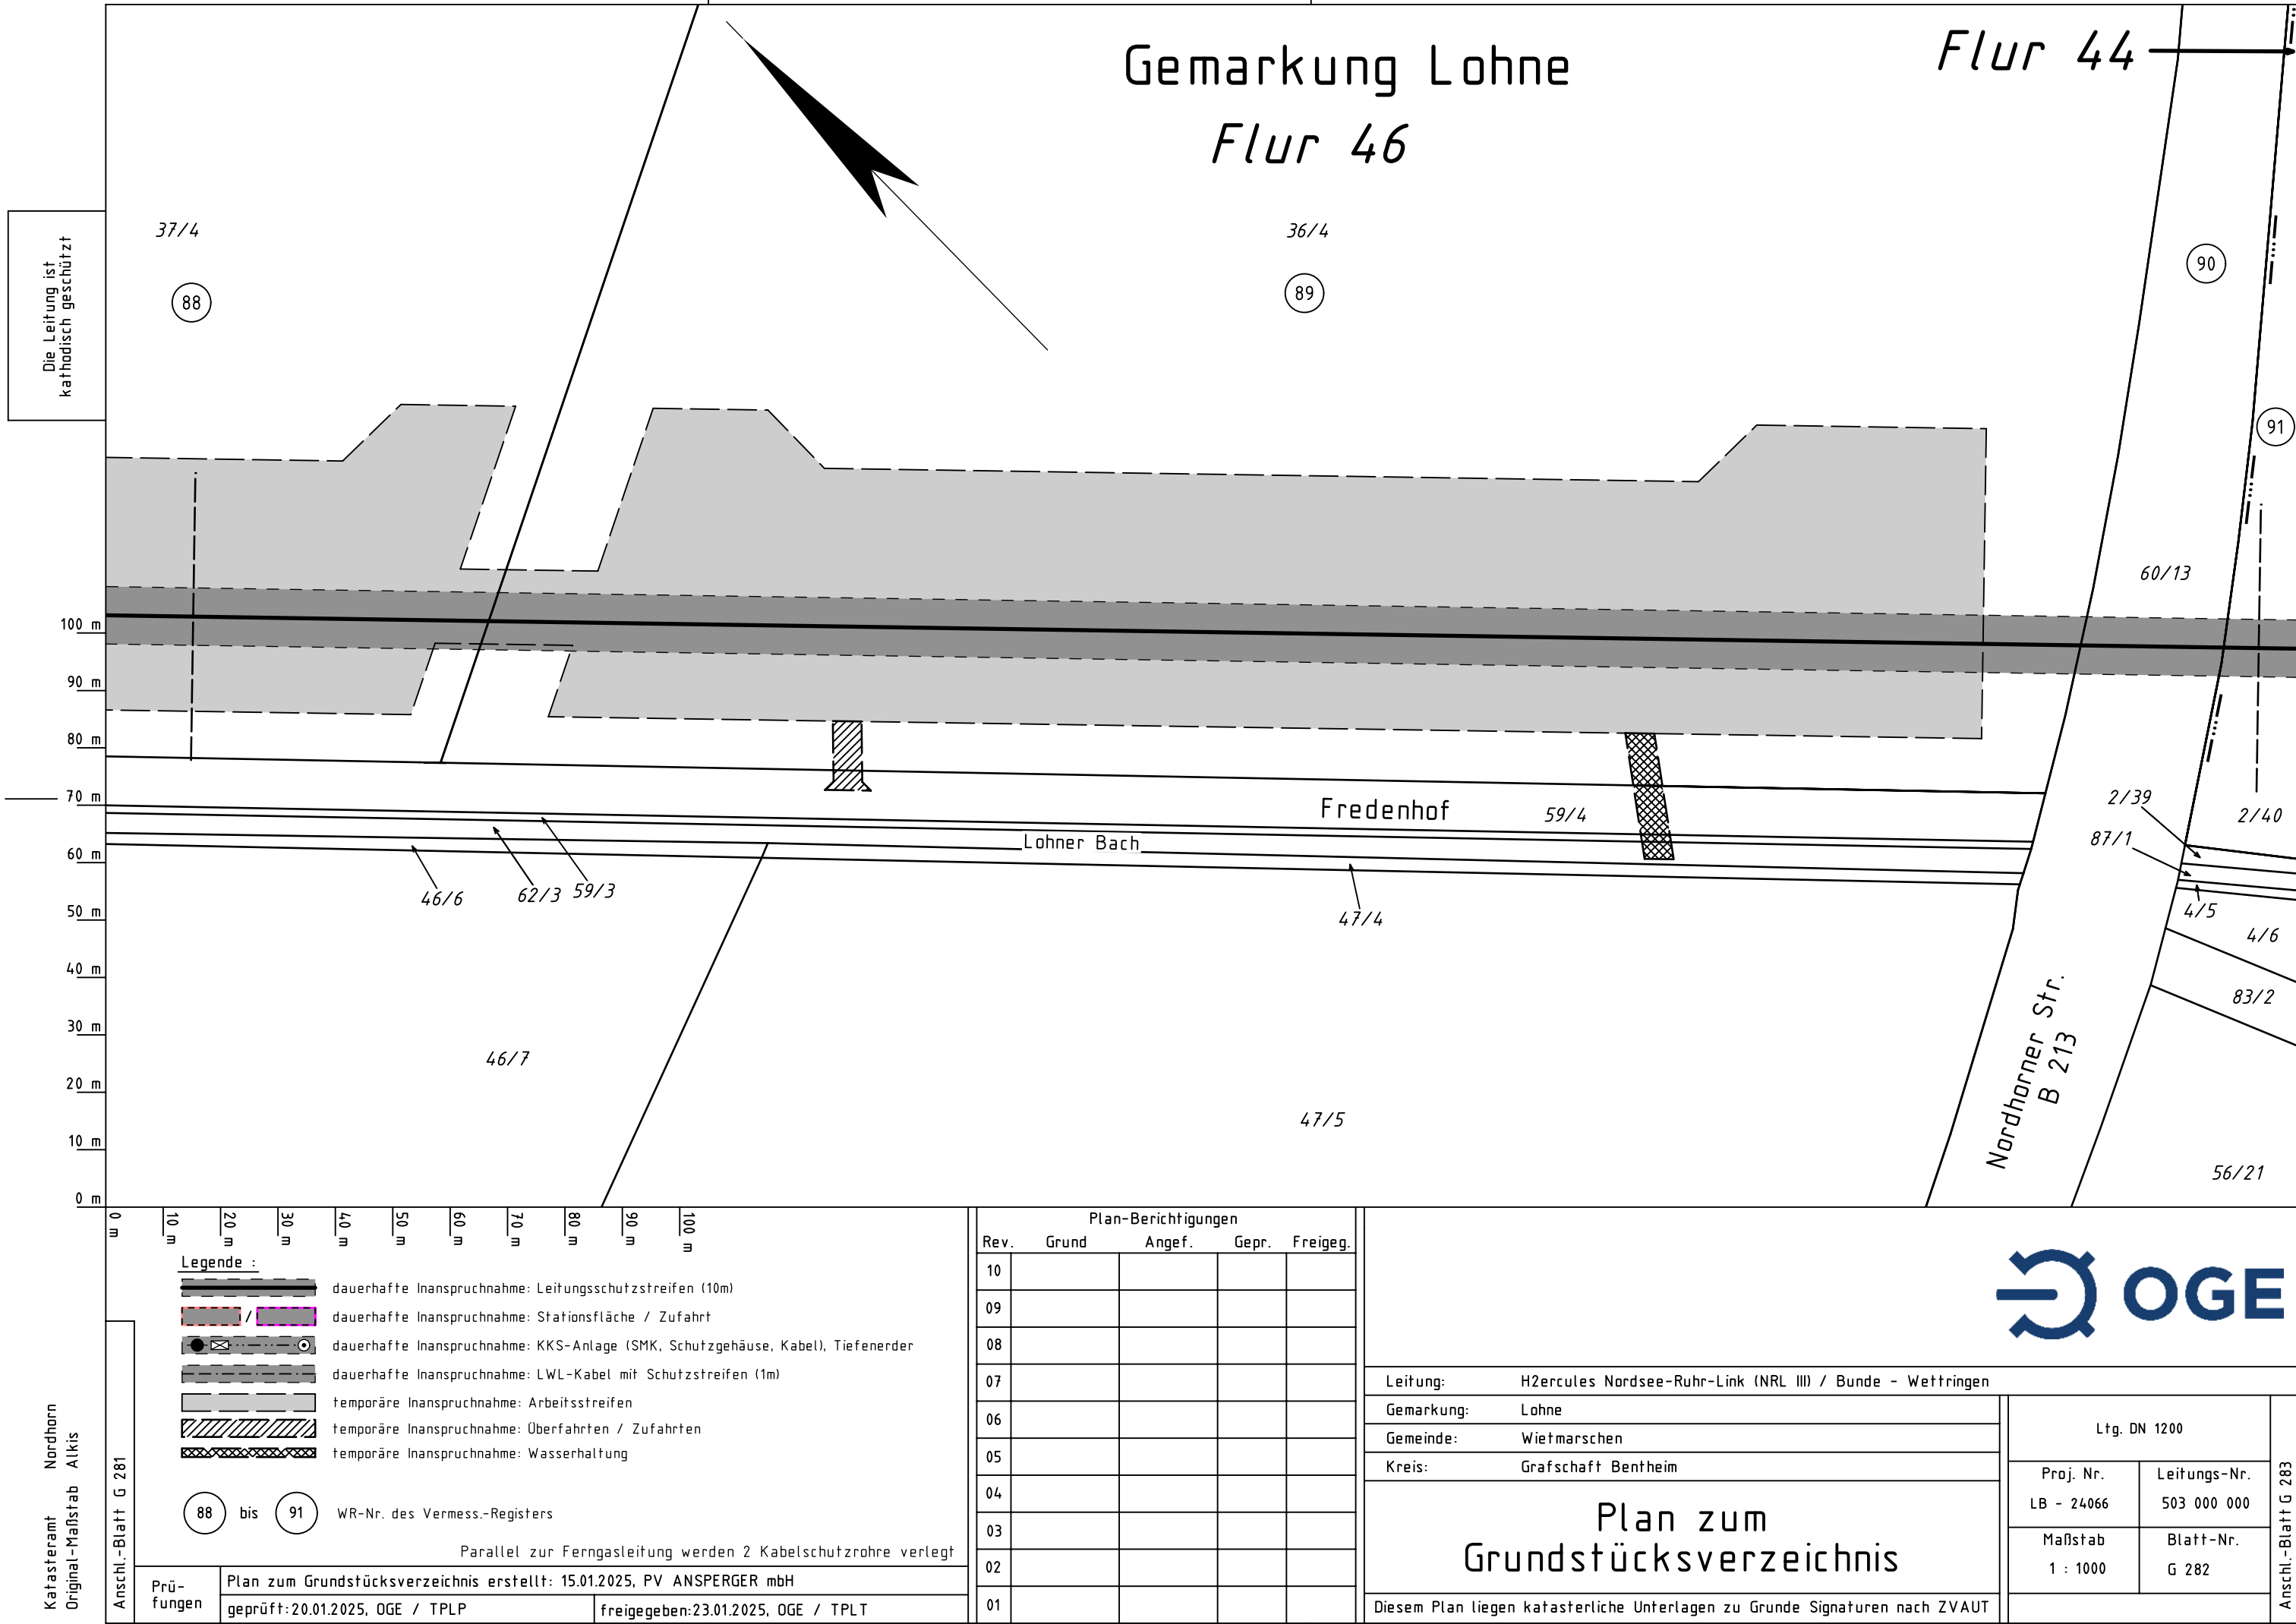 Gemarkung Lohne
Flur 46
Flur 44
Die Leitung ist
kathodisch geschützt
37/4
88
36/4
89
90
91
60/13
100 m
90 m
80 m
70 m
60 m
50 m
40 m
30 m
20 m
10 m
0 m
Fredenhof
59/4
Lohner Bach
46/6
62/3
59/3
47/4
2/39
2/40
87/1
4/5
4/6
83/2
46/7
47/5
56/21
Nordhorner Str.
B 213
0 m
10 m
20 m
30 m
40 m
50 m
60 m
70 m
80 m
90 m
100 m
Legende :
dauerhafte Inanspruchnahme: Leitungsschutzstreifen (10m)
/ dauerhafte Inanspruchnahme: Stationsfläche / Zufahrt
dauerhafte Inanspruchnahme: KKS-Anlage (SMK, Schutzgehäuse, Kabel), Tiefenerder
dauerhafte Inanspruchnahme: LWL-Kabel mit Schutzstreifen (1m)
temporäre Inanspruchnahme: Arbeitsstreifen
temporäre Inanspruchnahme: Überfahrten / Zufahrten
temporäre Inanspruchnahme: Wasserhaltung
88 bis 91 WR-Nr. des Vermess.-Registers
Parallel zur Ferngasleitung werden 2 Kabelschutzrohre verlegt
Katasteramt Nordhorn
Original-Maßstab Alkis
Anschl.-Blatt G 281
Prü-
fungen
Plan zum Grundstücksverzeichnis erstellt: 15.01.2025, PV ANSPERGER mbH
geprüft: 20.01.2025, OGE / TPLP
freigegeben: 23.01.2025, OGE / TPLT
Plan-Berichtigungen
Rev. Grund Angef. Gepr. Freigeg.
10
09
08
07
06
05
04
03
02
01
OGE
Leitung: H2ercules Nordsee-Ruhr-Link (NRL III) / Bunde - Wettringen
Gemarkung: Lohne
Gemeinde: Wietmarschen
Kreis: Grafschaft Bentheim
Plan zum
Grundstücksverzeichnis
Diesem Plan liegen katasterliche Unterlagen zu Grunde Signaturen nach ZVAUT
Ltg. DN 1200
Proj. Nr. Leitungs-Nr.
LB - 24066 503 000 000
Maßstab Blatt-Nr.
1 : 1000 G 282
Anschl.-Blatt G 283